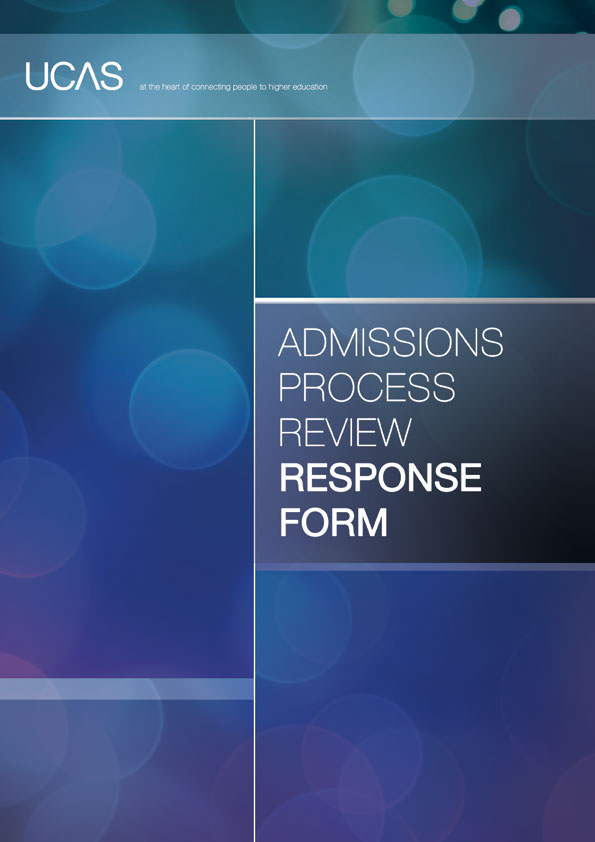 UCAS
at the heart of connecting people to higher education
ADMISSIONS
PROCESS
REVIEW
RESPONSE
FORM